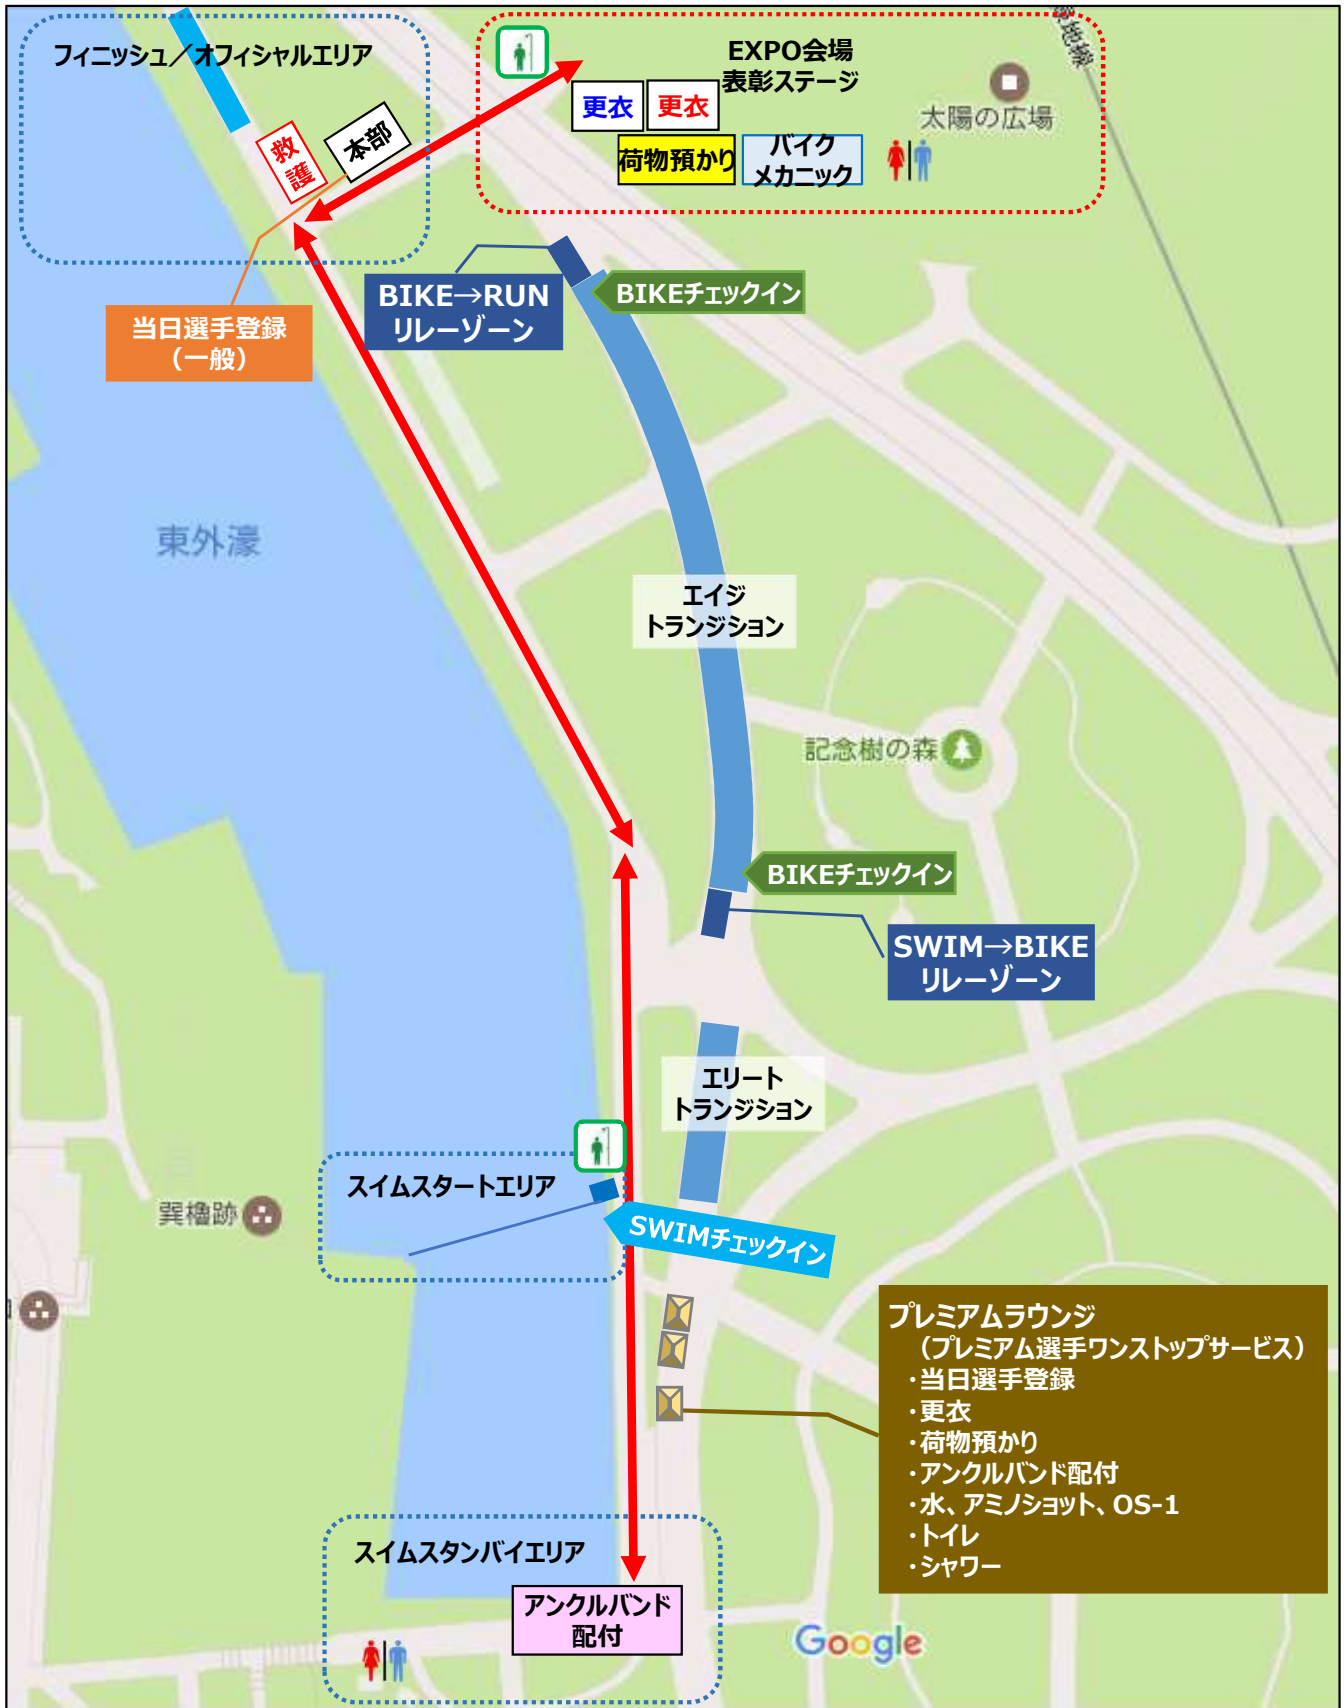 フィニッシュ／オフィシャルエリア
EXPO会場
表彰ステージ
更衣
更衣
太陽の広場
荷物預かり
バイク
メカニック
本部
救
護
BIKE→RUN
リレーゾーン
BIKEチェックイン
当日選手登録
（一般）
東外濠
エイジ
トランジション
記念樹の森
BIKEチェックイン
SWIM→BIKE
リレーゾーン
エリート
トランジション
スイムスタートエリア
巽櫓跡
SWIMチェックイン
プレミアムラウンジ
（プレミアム選手ワンストップサービス）
・当日選手登録
・更衣
・荷物預かり
・アンクルバンド配付
・水、アミノショット、OS-1
・トイレ
・シャワー
スイムスタンバイエリア
アンクルバンド
配付
Google